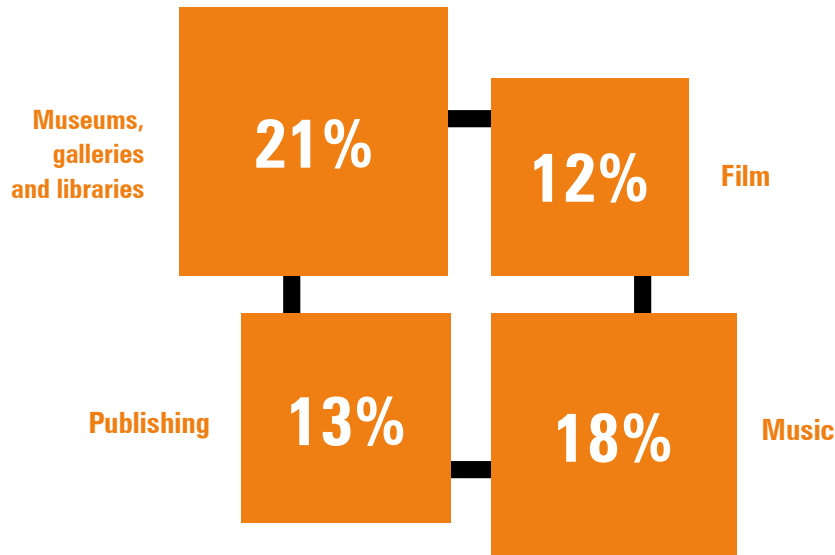 Museums,
galleries
and libraries
21%
12%
Film
Publishing
13%
18%
Music